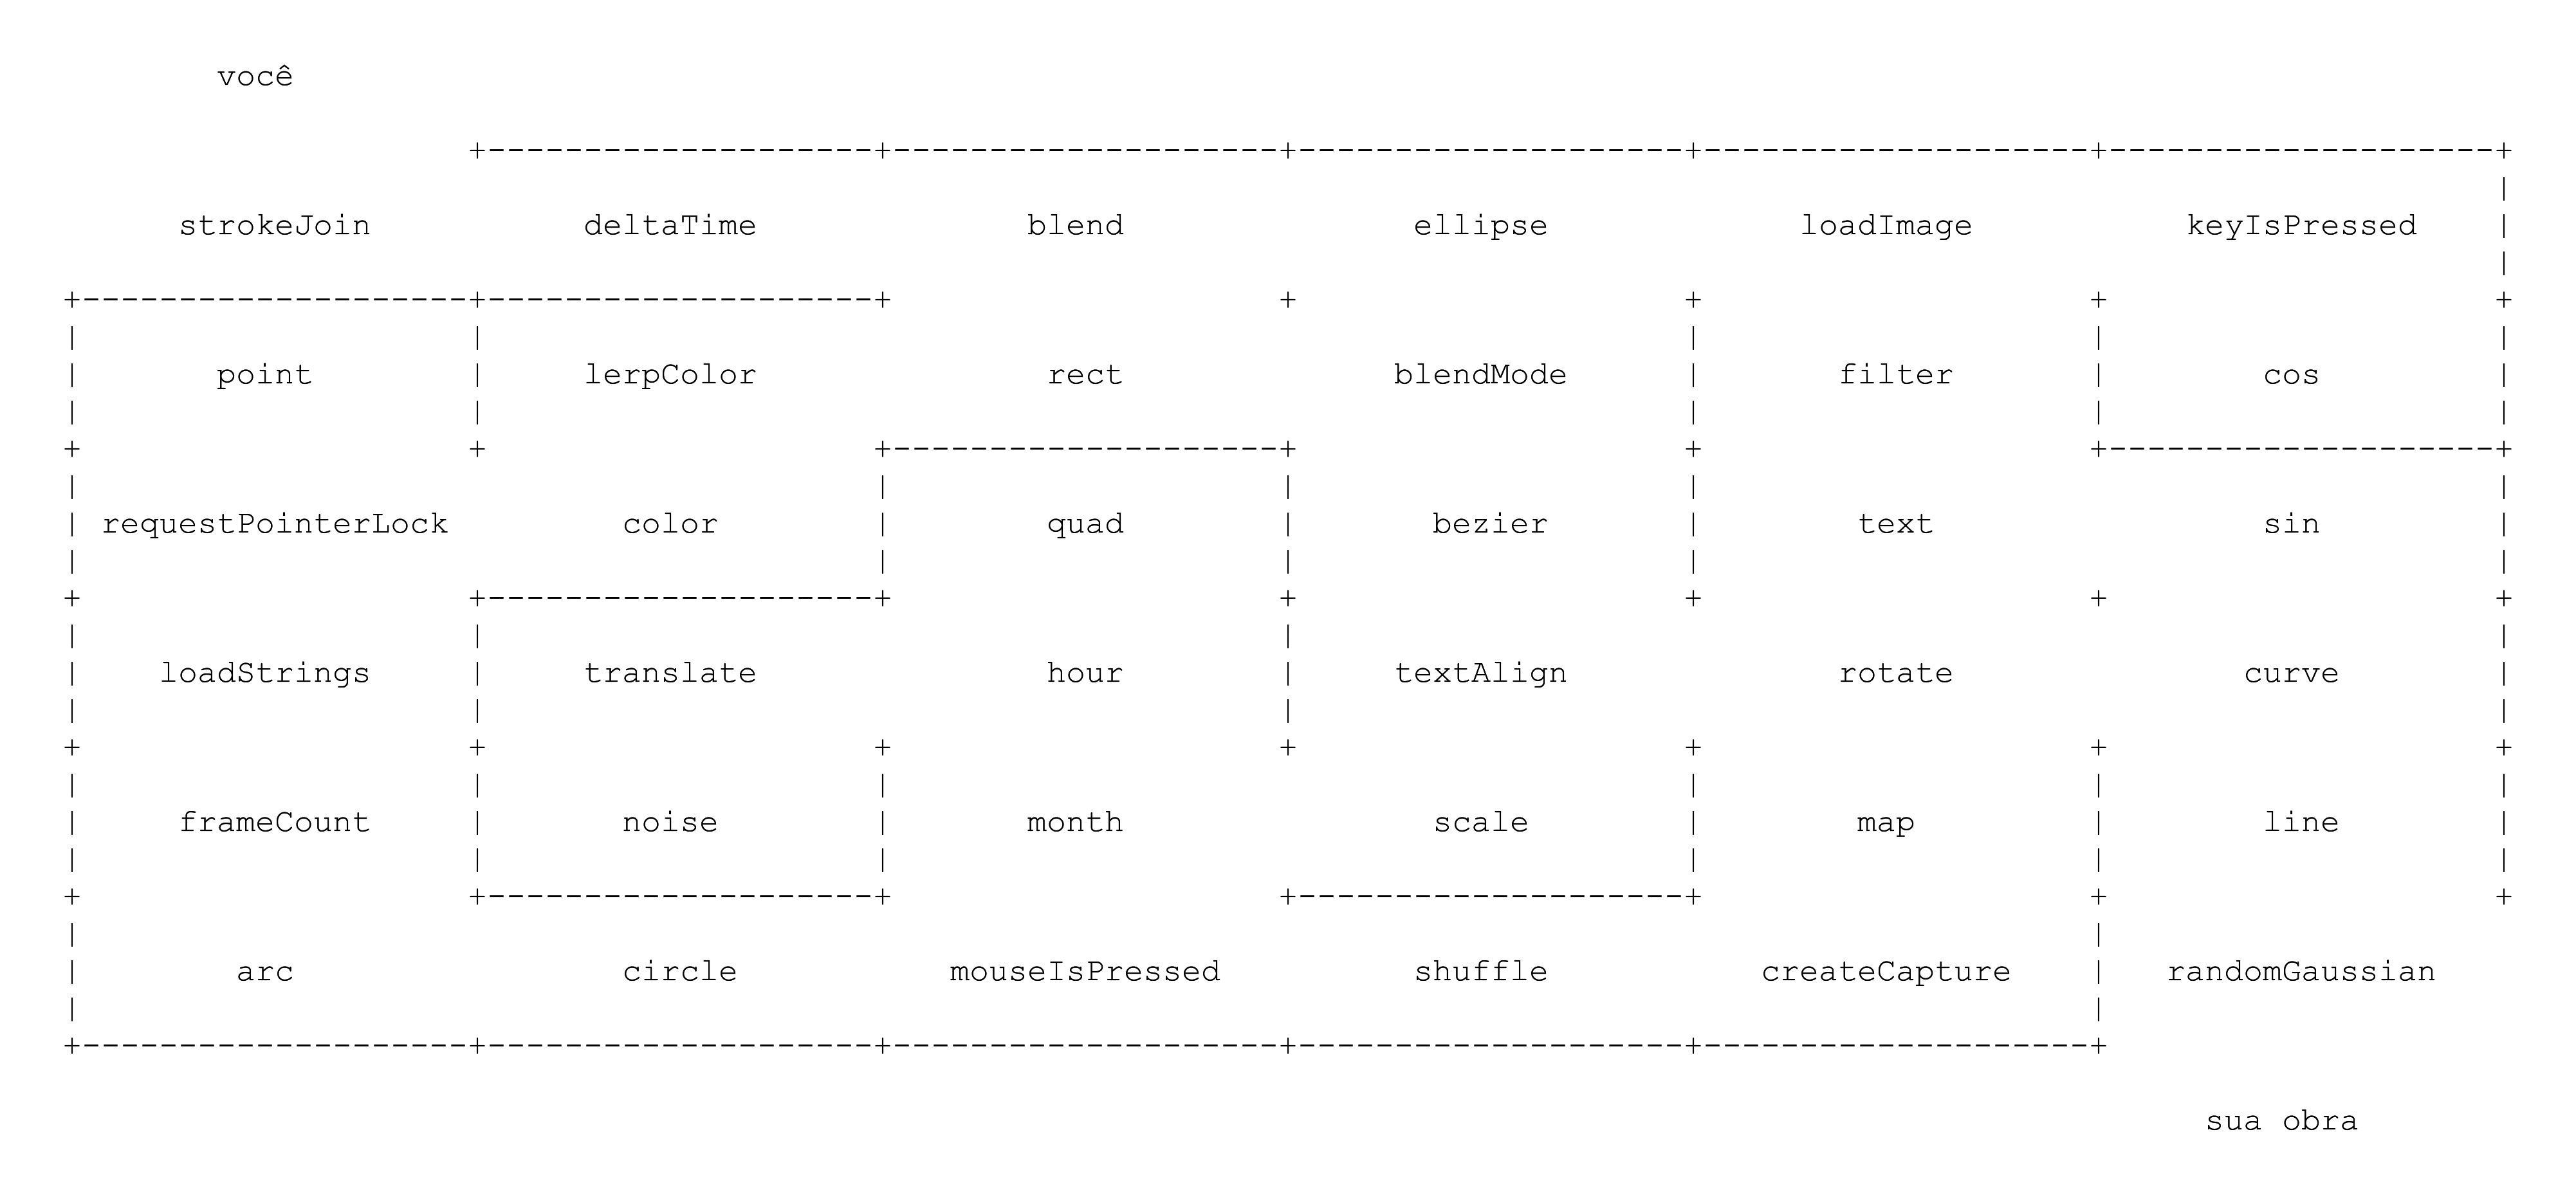 você
strokeJoin deltaTime blend ellipse loadImage keyIsPressed
point lerpColor rect blendMode filter cos
requestPointerLock color quad bezier text sin
loadStrings translate hour textAlign rotate curve
frameCount noise month scale map line
arc circle mouseIsPressed shuffle createCapture randomGaussian
sua obra